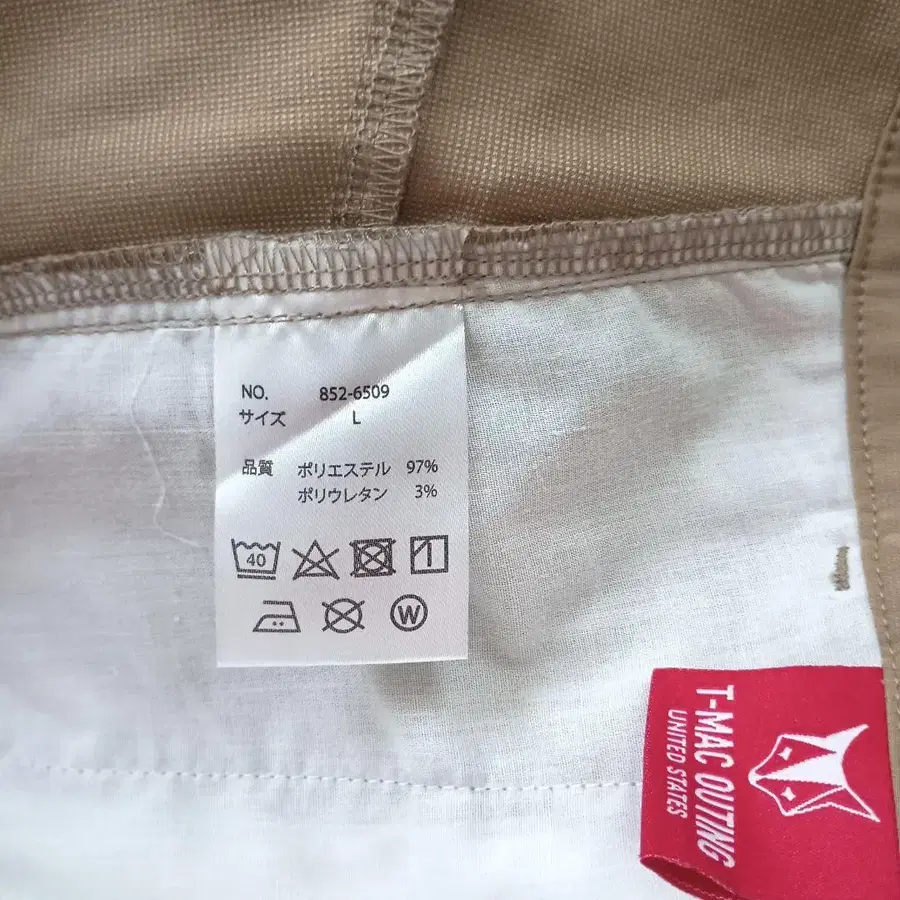 NO. 852-6509
サイズ L
品質 ポリエステル 97%
ポリウレタン 3%
40
W
T-MAC OUTING
UNITED STATES